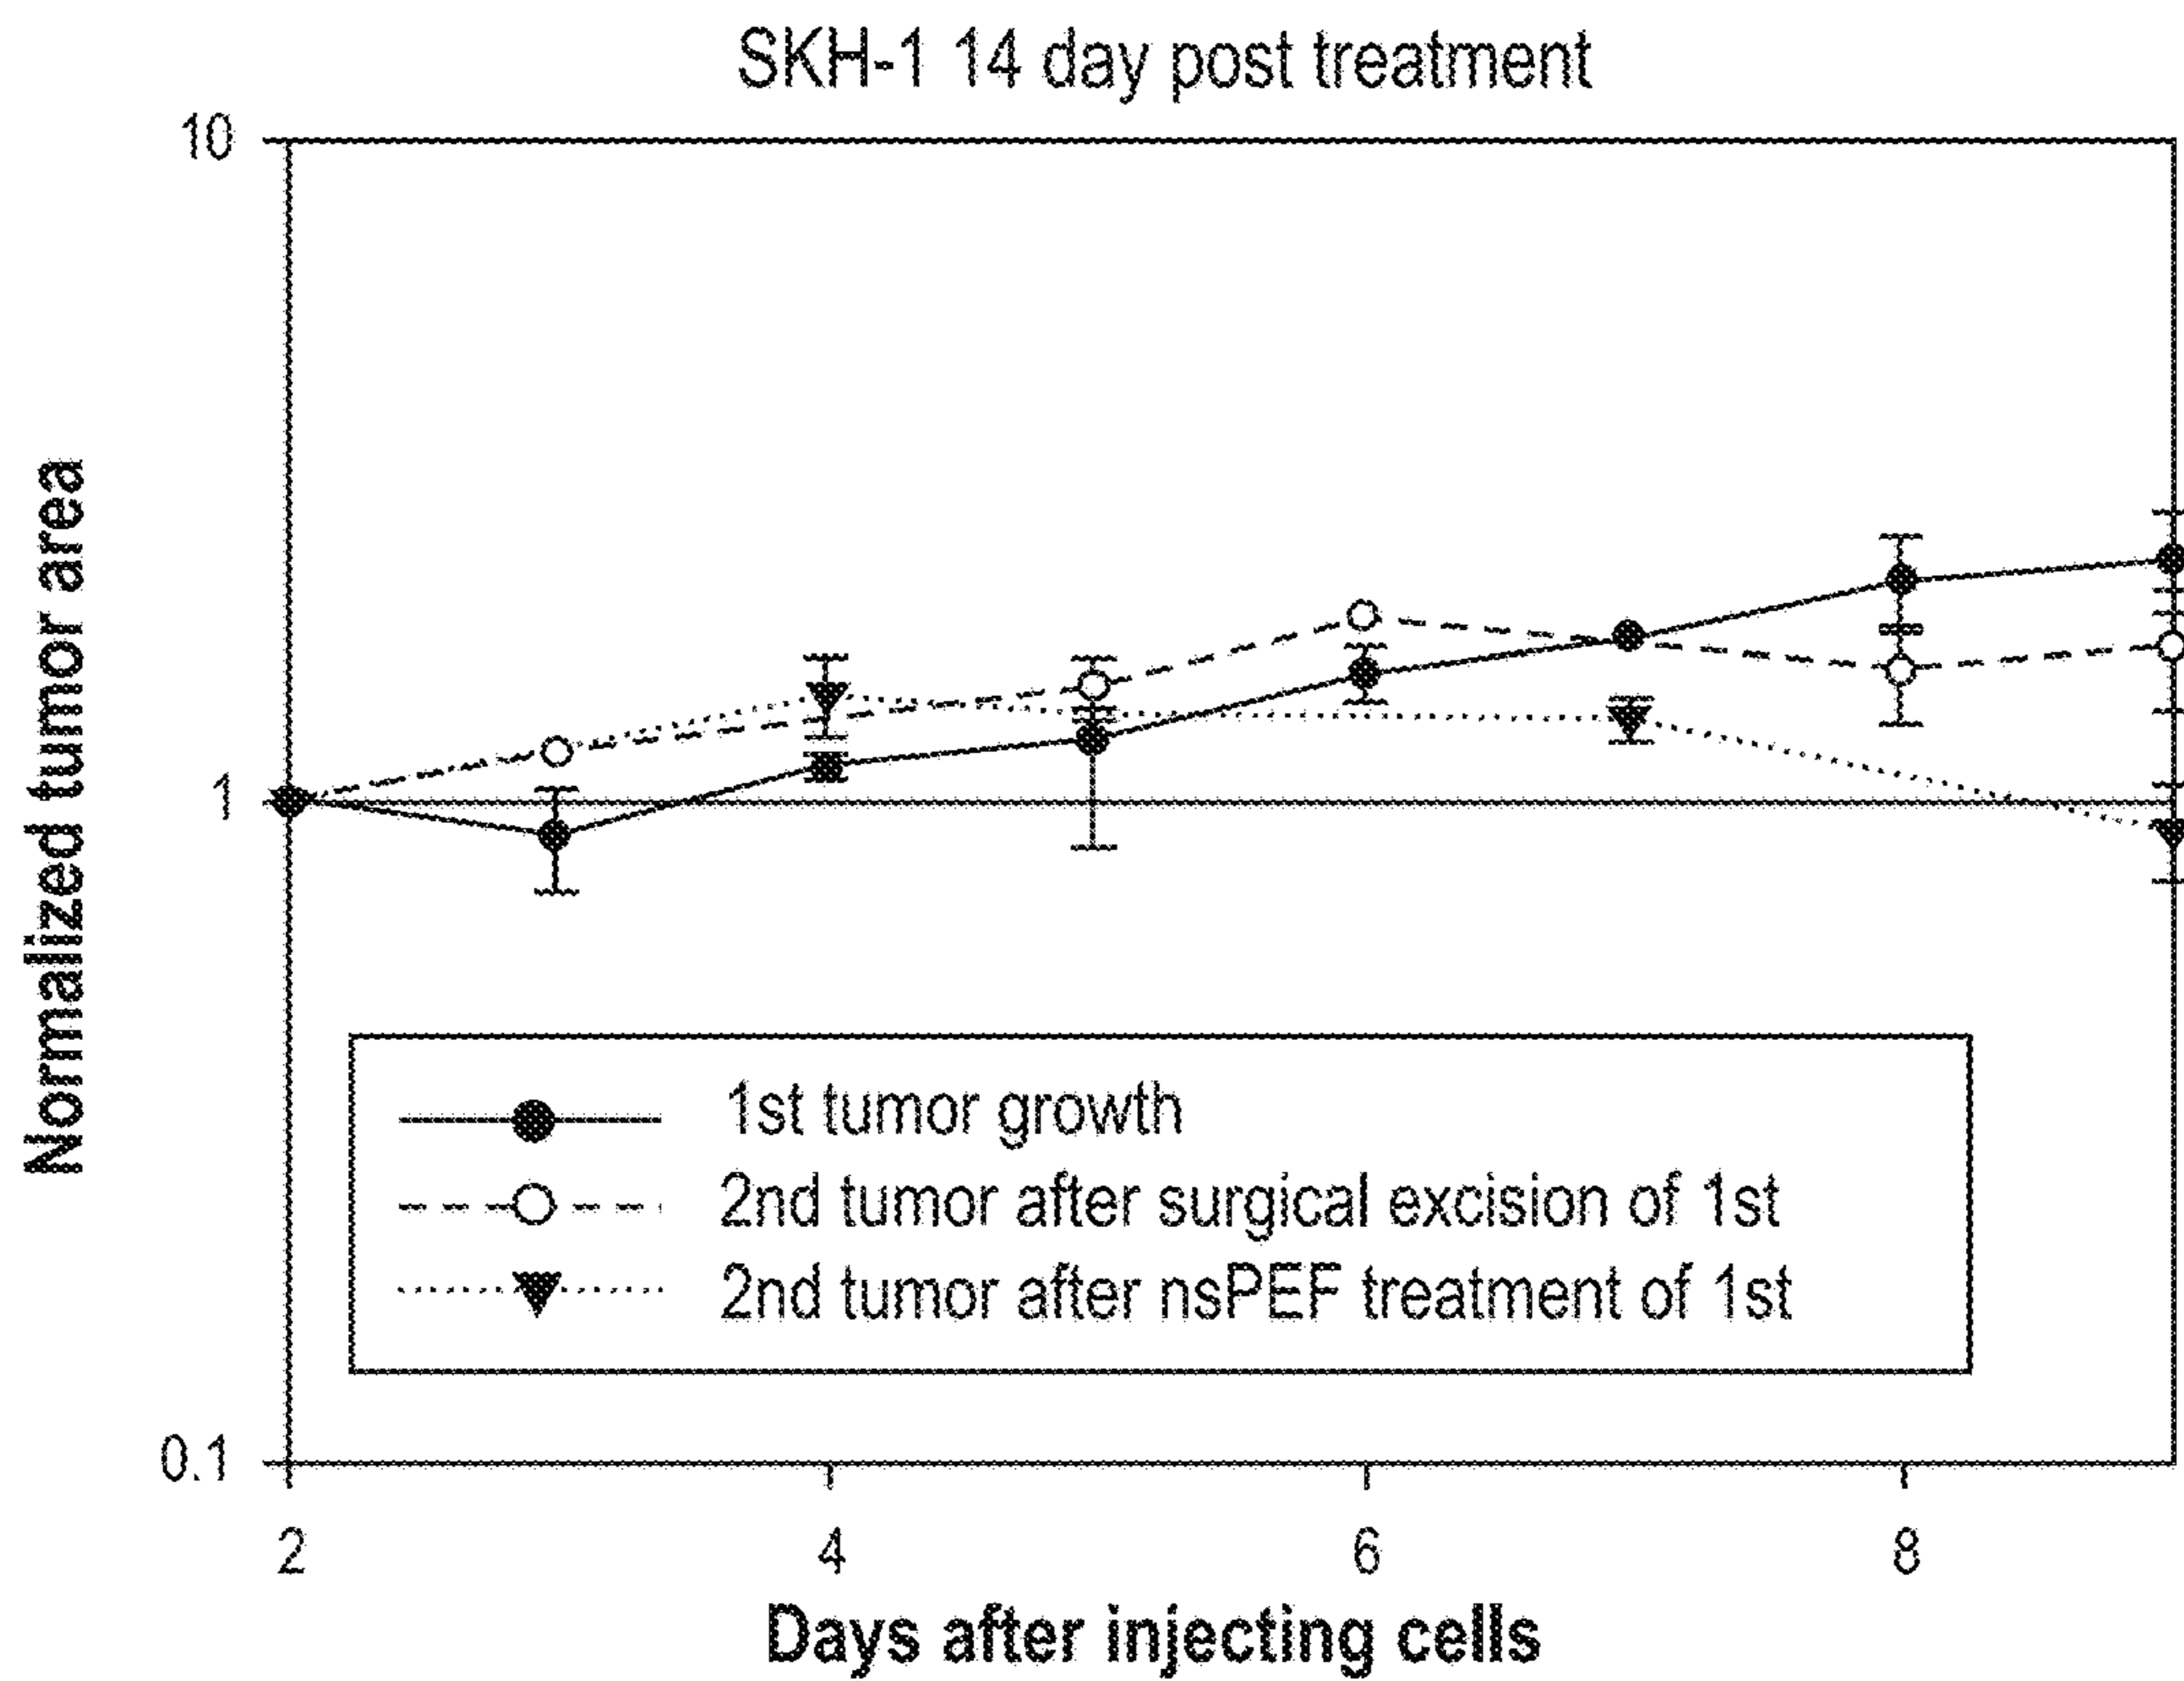 SKH-1 14 day post treatment
10
1
0.1
Normalized tumor area
1st tumor growth
2nd tumor after surgical excision of 1st
2nd tumor after nsPEF treatment of 1st
2 4 6 8
Days after injecting cells